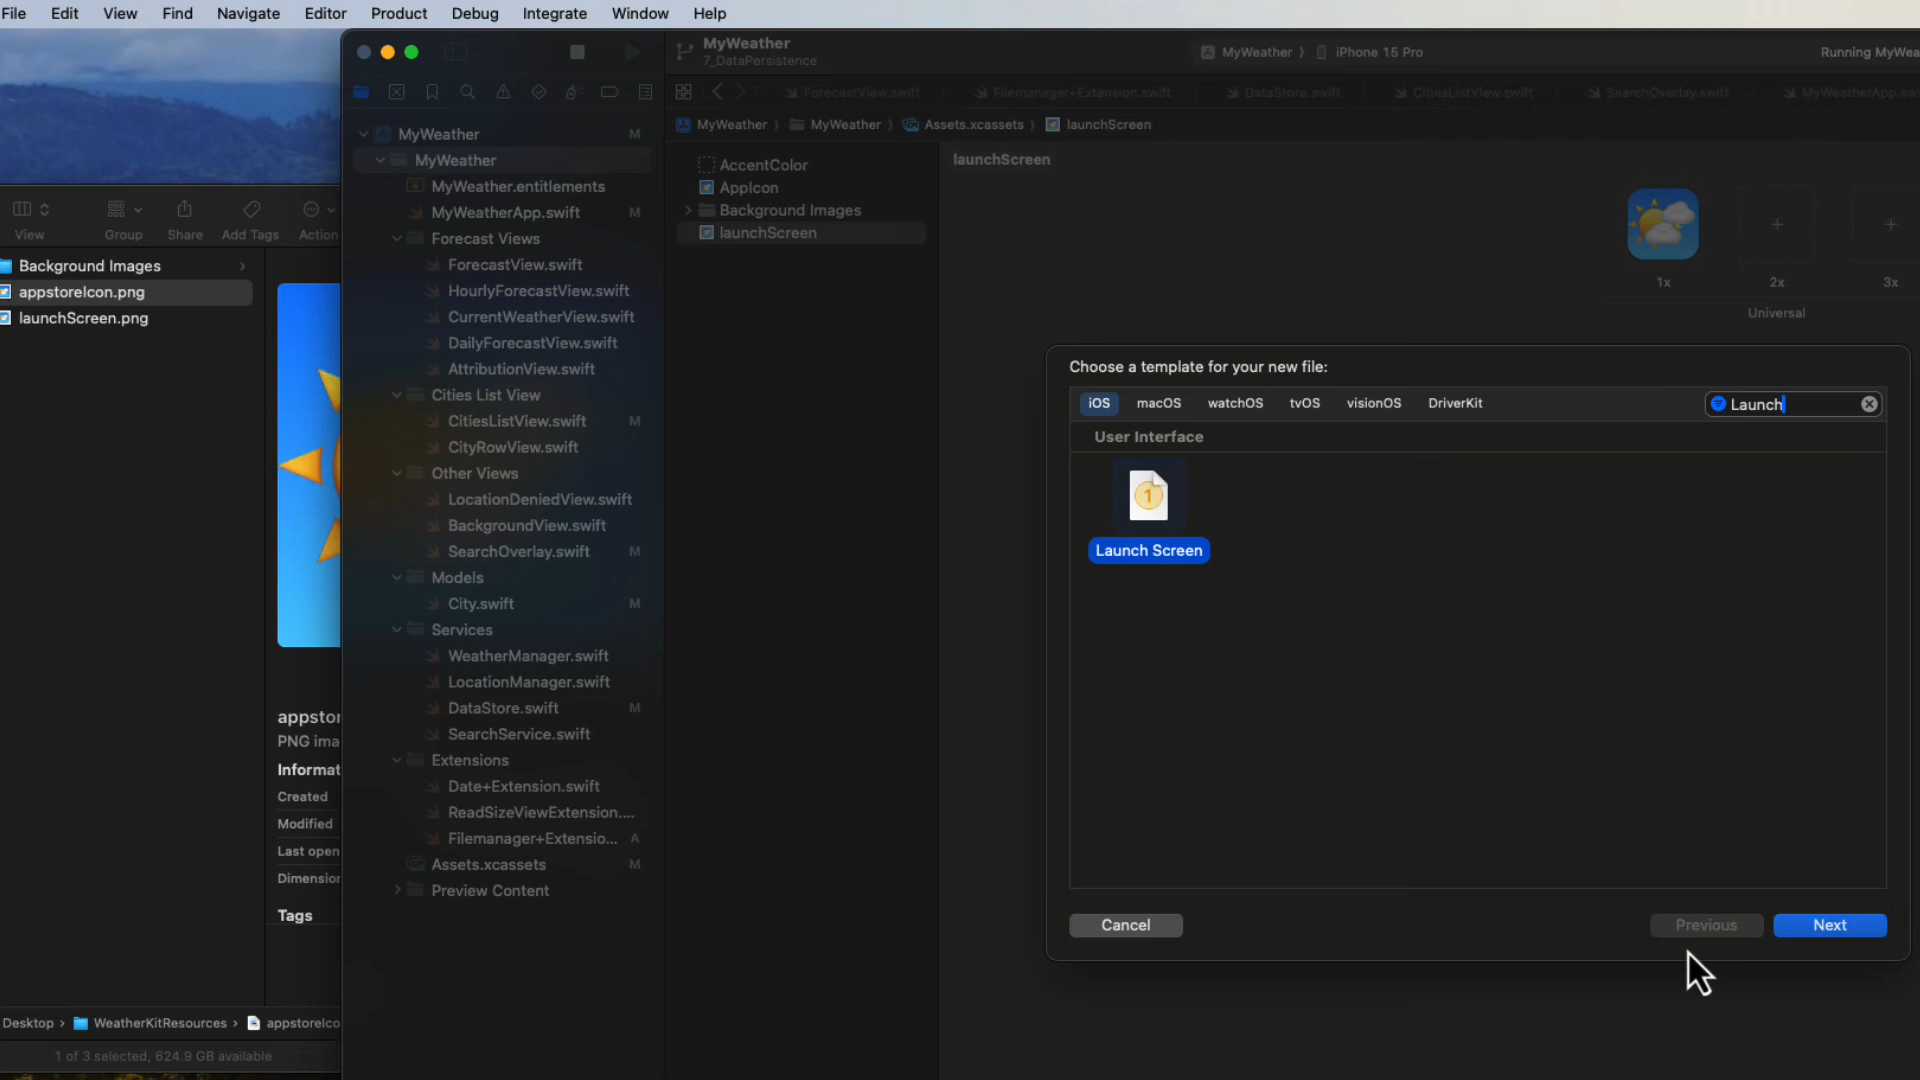 File Edit View Find Navigate Editor Product Debug Integrate Window Help
MyWeather
7_DataPersistence
MyWeather
iPhone 15 Pro
Running MyWea
ForecastView.swift
Filemanager+Extension.swift
DataStore.swift
CitiesListView.swift
SearchOverlay.swift
MyWeatherApp.sw
MyWeather
MyWeather
Assets.xcassets
launchScreen
View
Group
Share
Add Tags
Action
Background Images
appstoreIcon.png
launchScreen.png
appstor
PNG ima
Informat
Created
Modified
Last open
Dimension
Tags
Desktop
WeatherKitResources
appstoreIco
1 of 3 selected, 624.9 GB available
MyWeather M
MyWeather
MyWeather.entitlements
MyWeatherApp.swift M
Forecast Views
ForecastView.swift
HourlyForecastView.swift
CurrentWeatherView.swift
DailyForecastView.swift
AttributionView.swift
Cities List View
CitiesListView.swift M
CityRowView.swift
Other Views
LocationDeniedView.swift
BackgroundView.swift
SearchOverlay.swift M
Models
City.swift M
Services
WeatherManager.swift
LocationManager.swift
DataStore.swift M
SearchService.swift
Extensions
Date+Extension.swift
ReadSizeViewExtension....
Filemanager+Extensio... A
Assets.xcassets M
Preview Content
AccentColor
AppIcon
Background Images
launchScreen
launchScreen
1x
2x
3x
Universal
Choose a template for your new file:
iOS macOS watchOS tvOS visionOS DriverKit
Launch
User Interface
1
Launch Screen
Cancel
Previous
Next